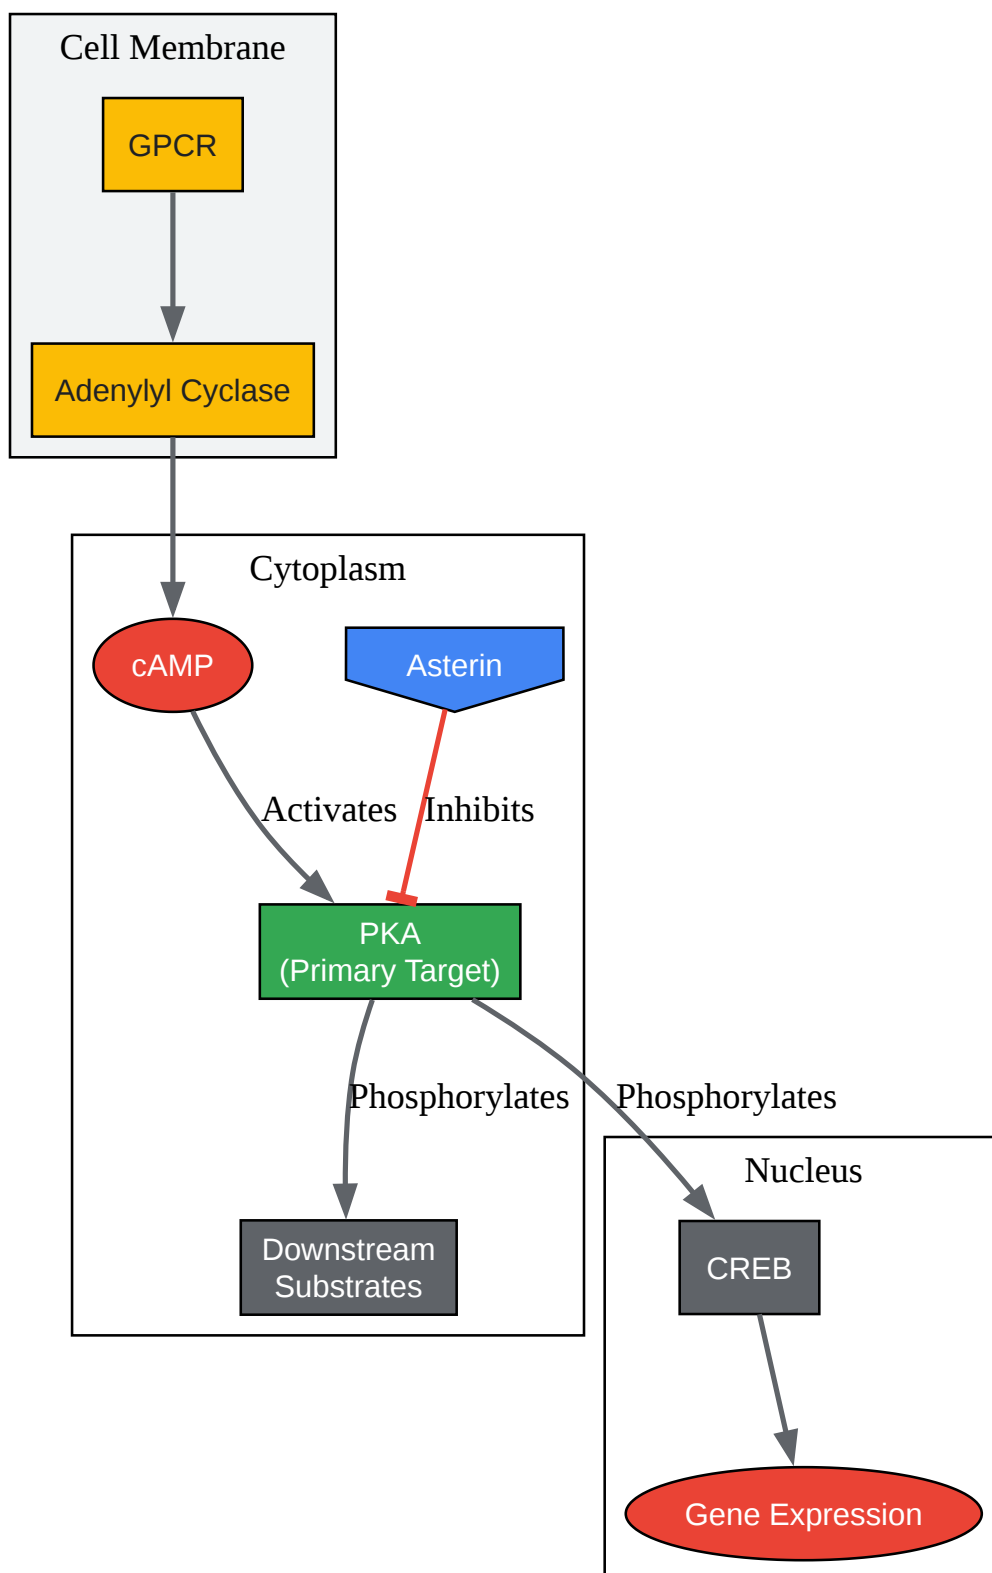 Cell Membrane
GPCR
Adenylyl Cyclase
Cytoplasm
cAMP
Asterin
Activates
Inhibits
PKA
(Primary Target)
Phosphorylates
Phosphorylates
Nucleus
Downstream
Substrates
CREB
Gene Expression